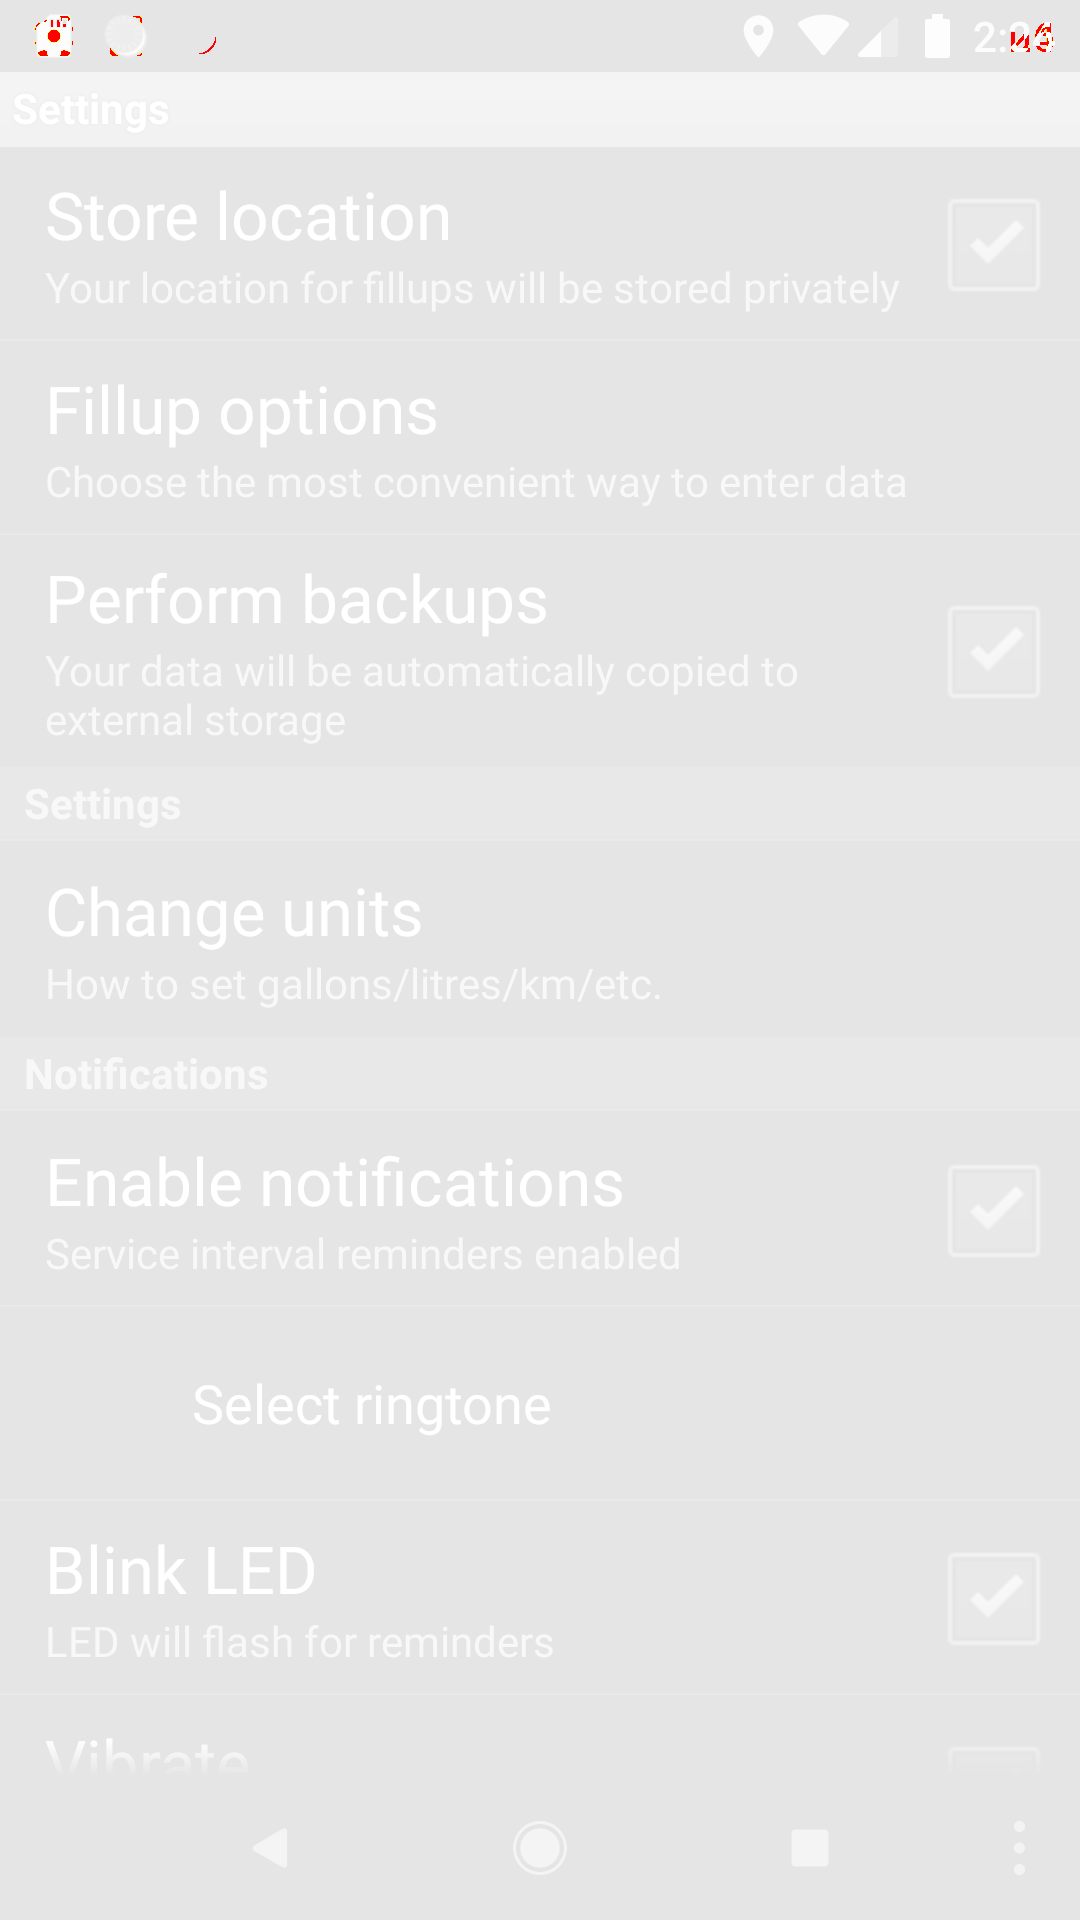 Settings
Store location
Your location for fillups will be stored privately
Fillup options
Choose the most convenient way to enter data
Perform backups
Your data will be automatically copied to
external storage
Settings
Change units
How to set gallons/litres/km/etc.
Notifications
Enable notifications
Service interval reminders enabled
Select ringtone
Blink LED
LED will flash for reminders
Vibrate